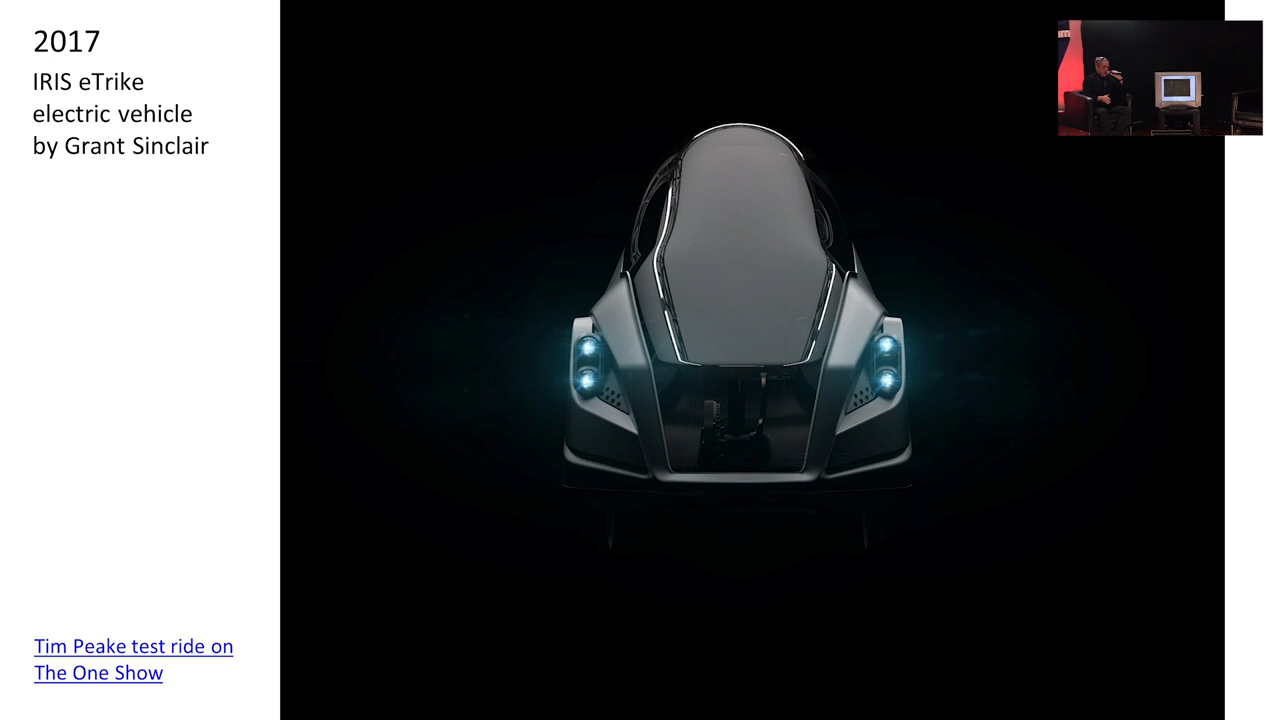 2017
IRIS eTrike
electric vehicle
by Grant Sinclair
Tim Peake test ride on
The One Show